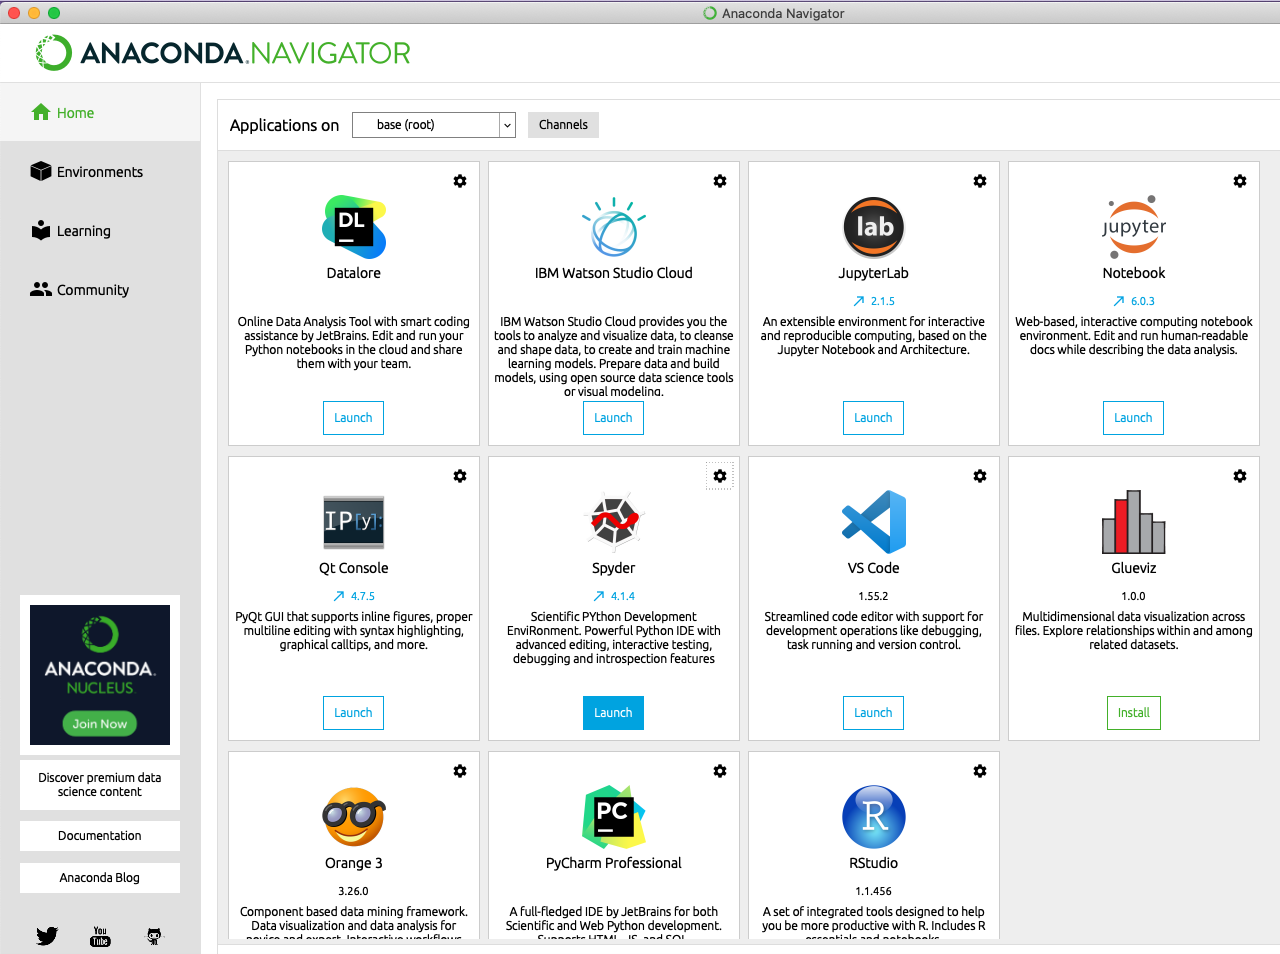 Anaconda Navigator
ANACONDA.NAVIGATOR
Home
Environments
Learning
Community
ANACONDA.
NUCLEUS
Join Now
Discover premium data
science content
Documentation
Anaconda Blog
You
Tube
Applications on
base (root)
Channels
DL
Datalore
Online Data Analysis Tool with smart coding
assistance by JetBrains. Edit and run your
Python notebooks in the cloud and share
them with your team.
Launch
IBM Watson Studio Cloud
IBM Watson Studio Cloud provides you the
tools to analyze and visualize data, to cleanse
and shape data, to create and train machine
learning models. Prepare data and build
models, using open source data science tools
or visual modeling.
Launch
lab
JupyterLab
2.1.5
An extensible environment for interactive
and reproducible computing, based on the
Jupyter Notebook and Architecture.
Launch
jupyter
Notebook
6.0.3
Web-based, interactive computing notebook
environment. Edit and run human-readable
docs while describing the data analysis.
Launch
IP[y]:
Qt Console
4.7.5
PyQt GUI that supports inline figures, proper
multiline editing with syntax highlighting,
graphical calltips, and more.
Launch
Spyder
4.1.4
Scientific PYthon Development
EnviRonment. Powerful Python IDE with
advanced editing, interactive testing,
debugging and introspection features
Launch
VS Code
1.55.2
Streamlined code editor with support for
development operations like debugging,
task running and version control.
Launch
Glueviz
1.0.0
Multidimensional data visualization across
files. Explore relationships within and among
related datasets.
Install
Orange 3
3.26.0
Component based data mining framework.
Data visualization and data analysis for
novice and expert. Interactive workflows
PC
PyCharm Professional
A full-fledged IDE by JetBrains for both
Scientific and Web Python development.
Supports HTML, JS, and SQL.
R
RStudio
1.1.456
A set of integrated tools designed to help
you be more productive with R. Includes R
essentials and notebooks.